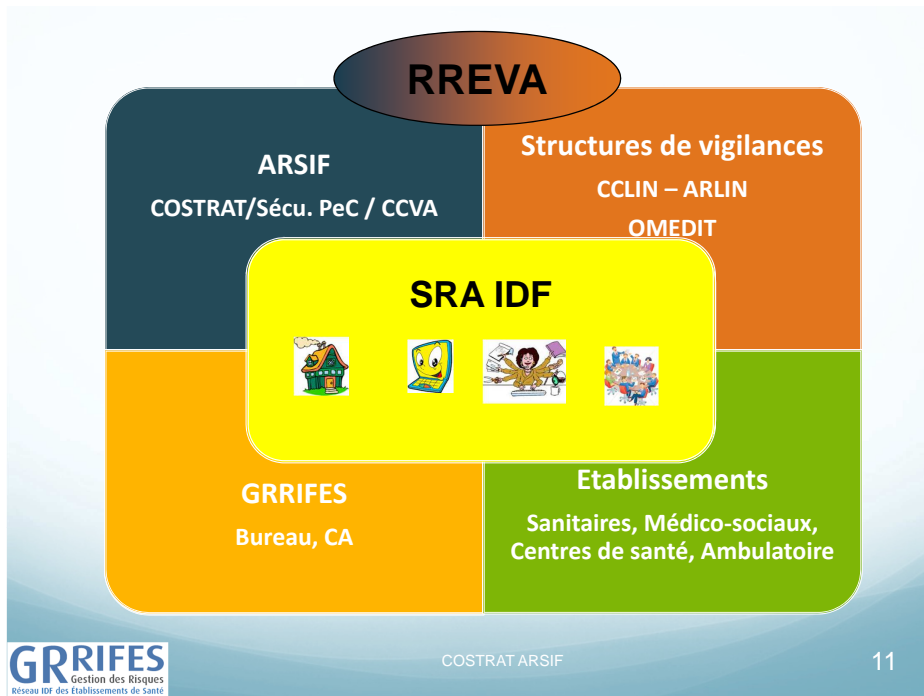 RREVA
ARSIF
COSTRAT/Sécu. PeC / CCVA
Structures de vigilances
CCLIN – ARLIN
OMEDIT
SRA IDF
GRRIFES
Bureau, CA
Etablissements
Sanitaires, Médico-sociaux,
Centres de santé, Ambulatoire
GRRIFES
Gestion des Risques
Réseau IDF des Établissements de Santé
COSTRAT ARSIF
11